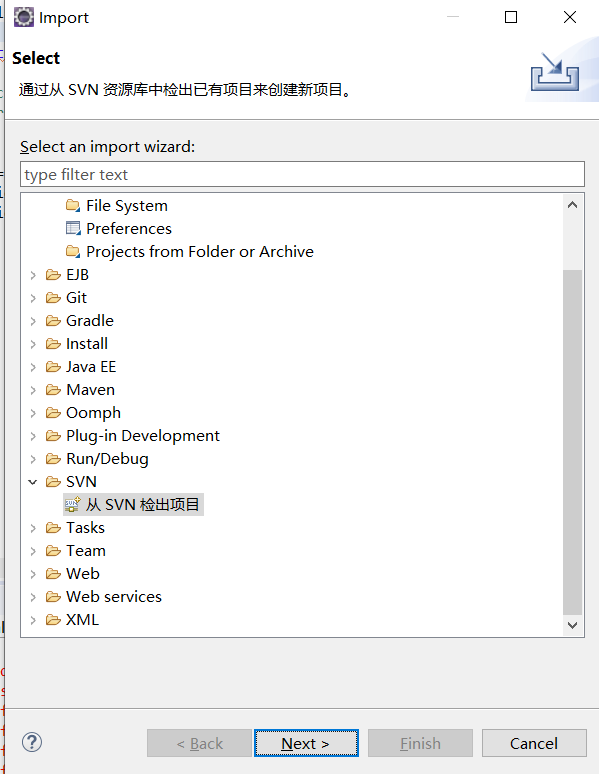 Import
Select
通过从 SVN 资源库中检出已有项目来创建新项目。
Select an import wizard:
type filter text
File System
Preferences
Projects from Folder or Archive
EJB
Git
Gradle
Install
Java EE
Maven
Oomph
Plug-in Development
Run/Debug
SVN
从 SVN 检出项目
Tasks
Team
Web
Web services
XML
? < Back Next > Finish Cancel